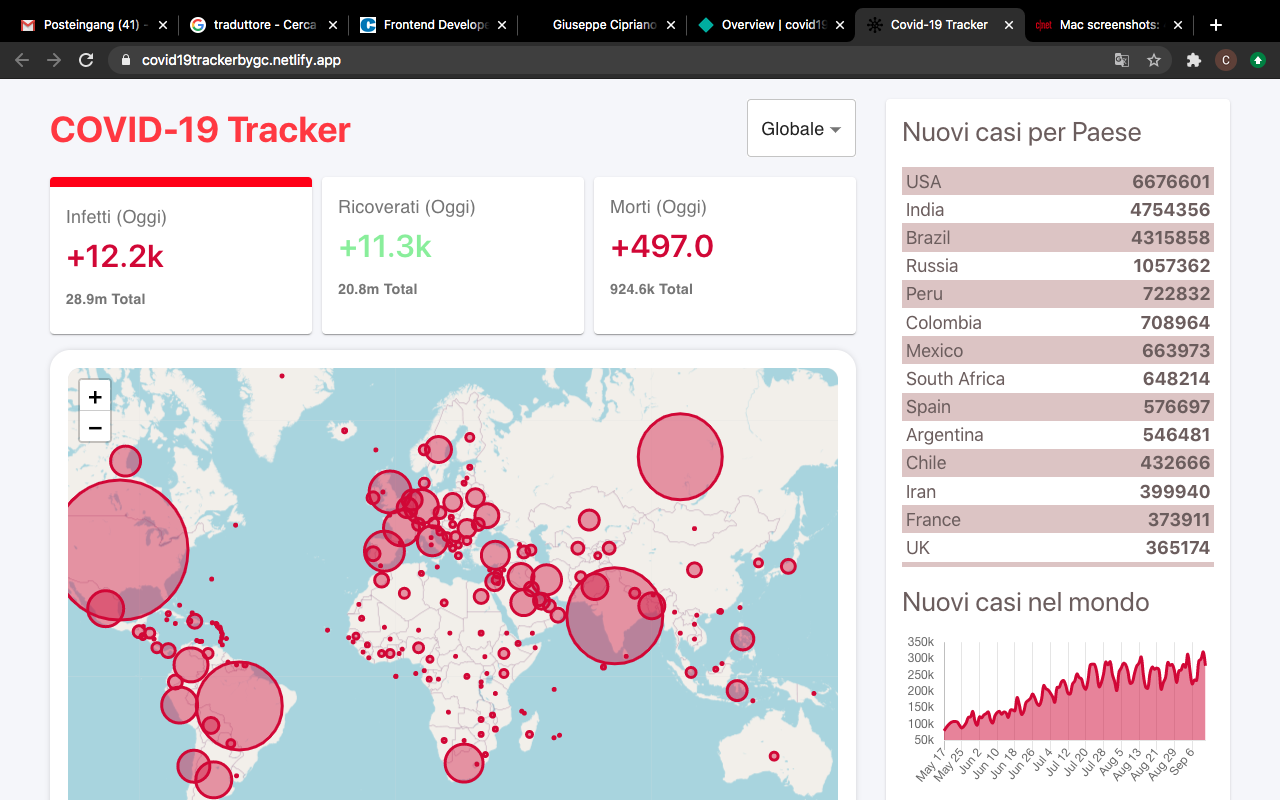 Posteingang (41) -
traduttore - Cerca
Frontend Develope
Giuseppe Cipriano
Overview | covid19
Covid-19 Tracker
chef
Mac screenshots:
covid19trackerbygc.netlify.app
C
COVID-19 Tracker
Globale
Infetti (Oggi)
+12.2k
28.9m Total
Ricoverati (Oggi)
+11.3k
20.8m Total
Morti (Oggi)
+497.0
924.6k Total
+
−
Nuovi casi per Paese
USA 6676601
India 4754356
Brazil 4315858
Russia 1057362
Peru 722832
Colombia 708964
Mexico 663973
South Africa 648214
Spain 576697
Argentina 546481
Chile 432666
Iran 399940
France 373911
UK 365174
Nuovi casi nel mondo
350k
300k
250k
200k
150k
100k
50k
May 17
May 25
Jun 2
Jun 10
Jun 18
Jun 26
Jul 4
Jul 12
Jul 20
Jul 28
Aug 5
Aug 13
Aug 21
Aug 29
Sep 6